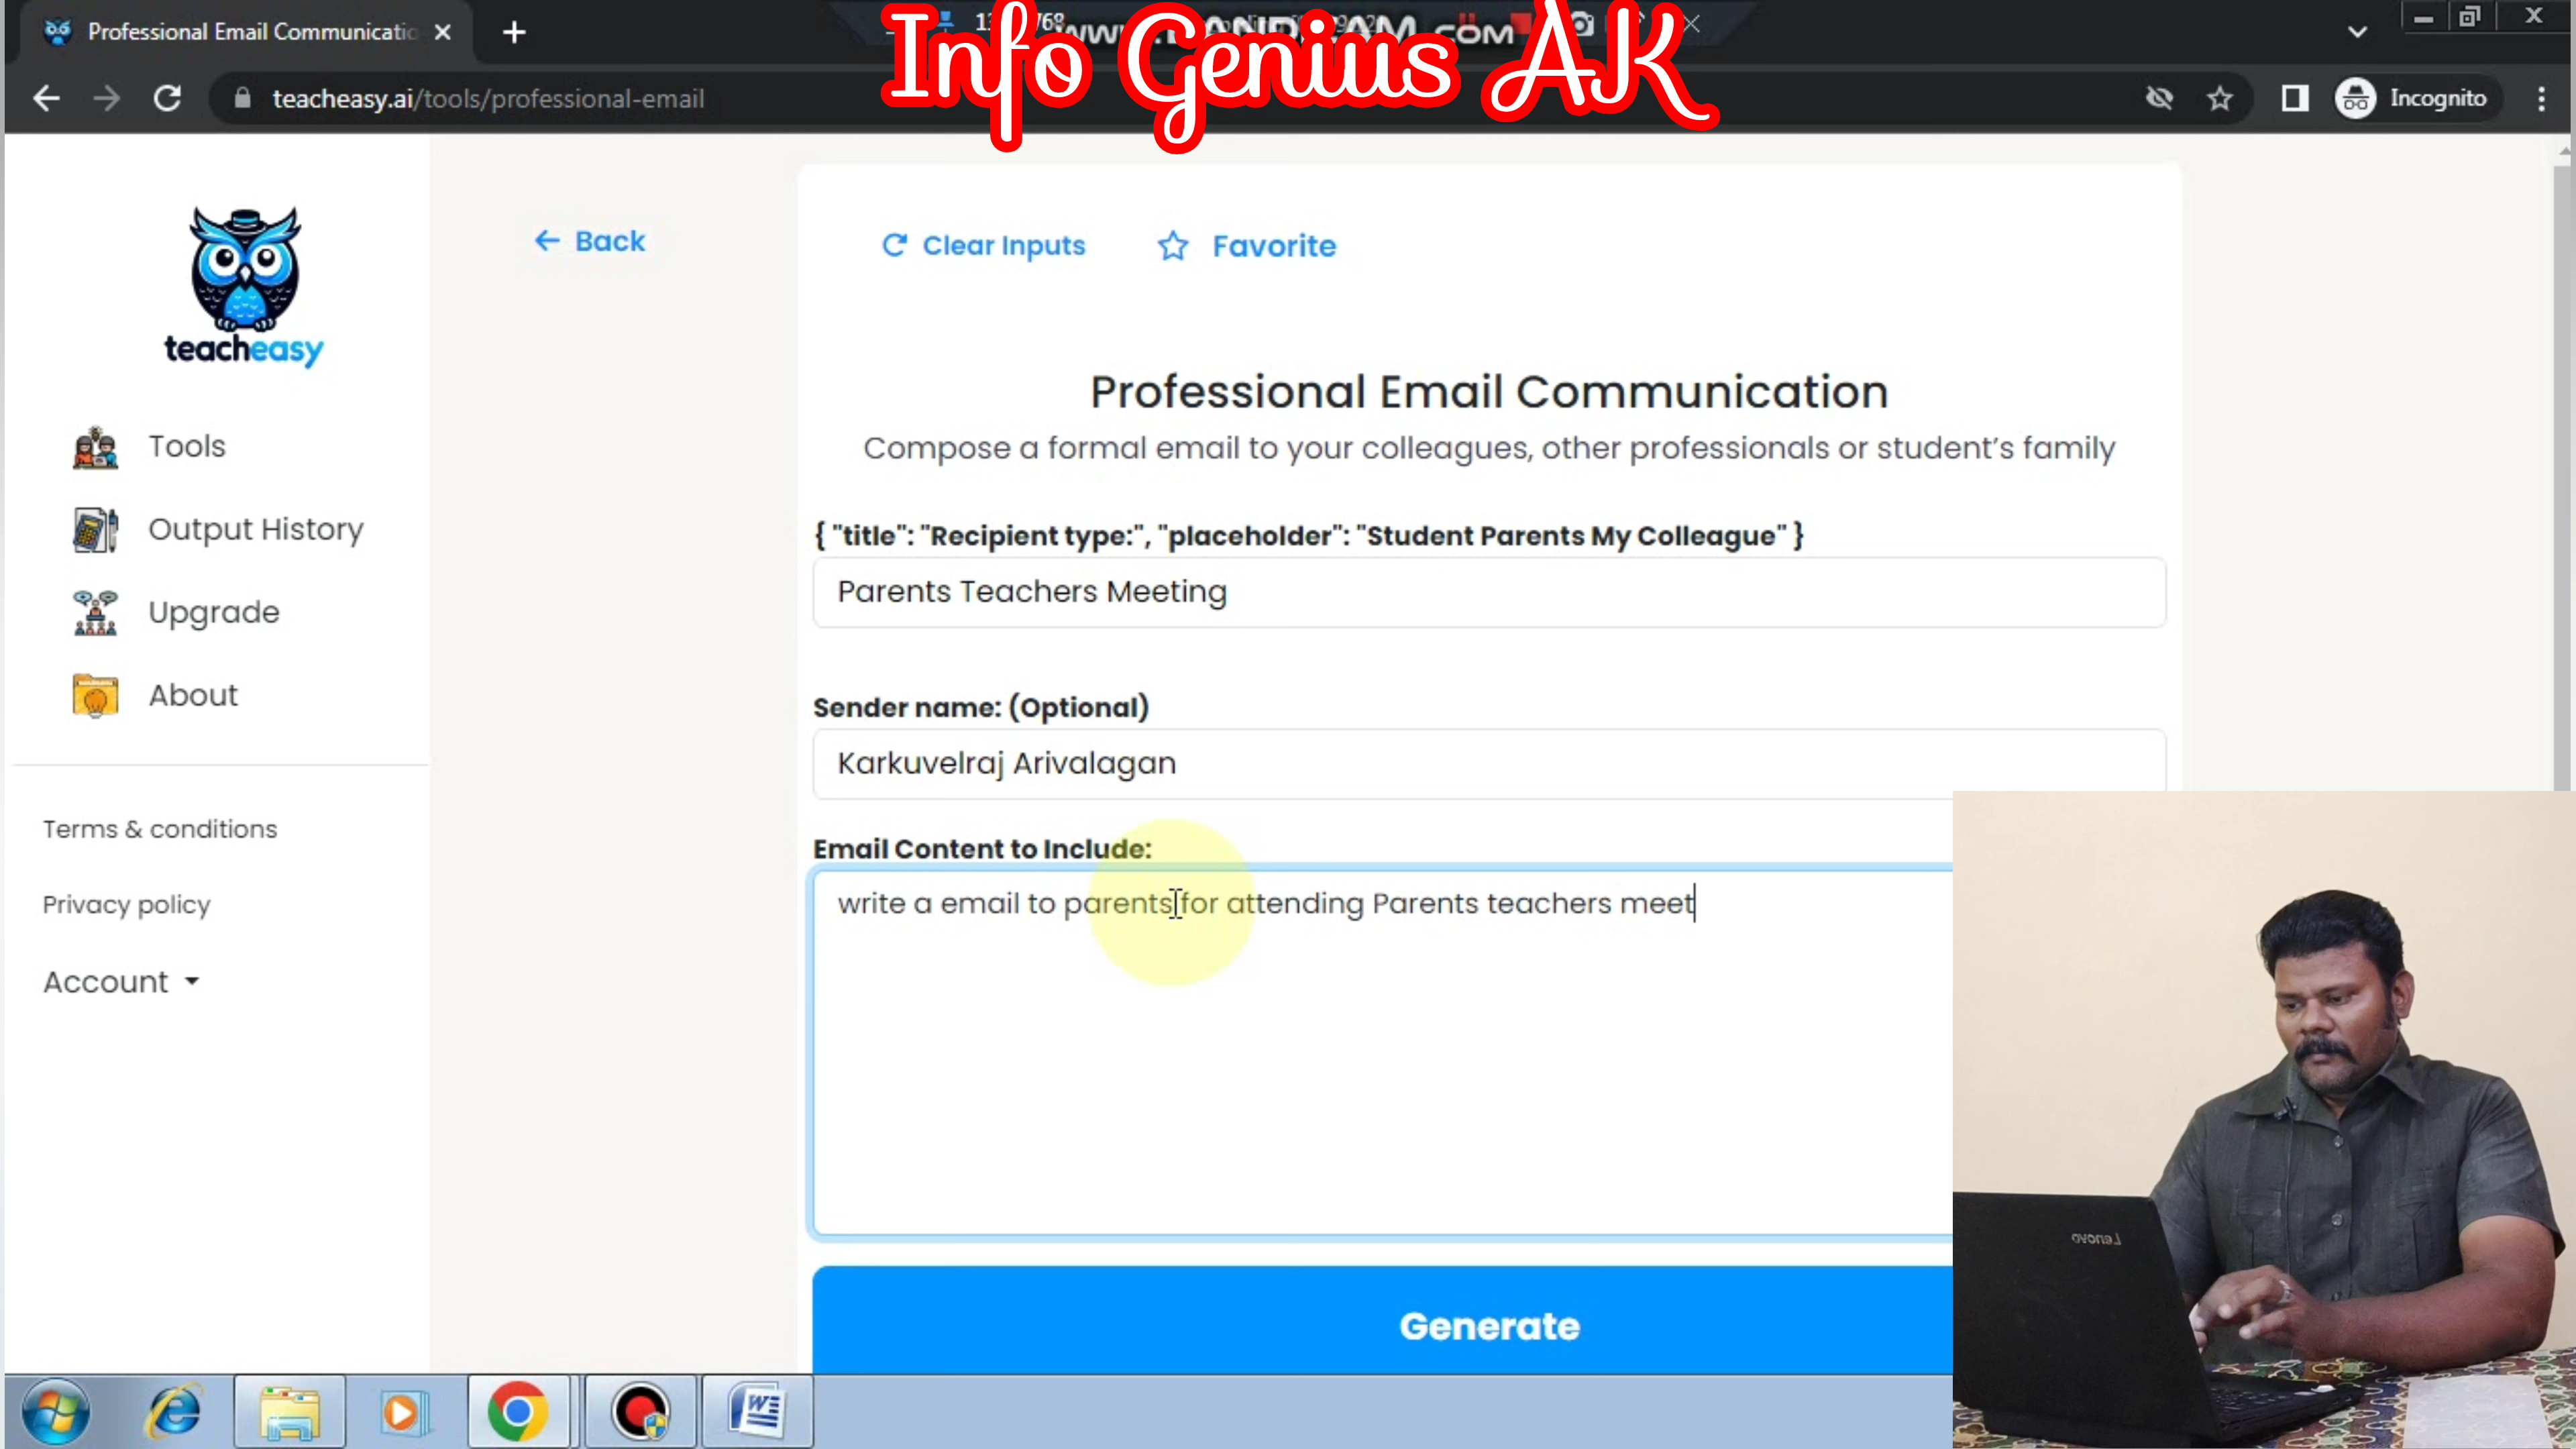 Professional Email Communicatio
Info Genius AK
teacheasy.ai/tools/professional-email
Incognito
teacheasy
Back
Clear Inputs
Favorite
Tools
Output History
Upgrade
About
Terms & conditions
Privacy policy
Account
Professional Email Communication
Compose a formal email to your colleagues, other professionals or student’s family
{ "title": "Recipient type:", "placeholder": "Student Parents My Colleague" }
Parents Teachers Meeting
Sender name: (Optional)
Karkuvelraj Arivalagan
Email Content to Include:
write a email to parents for attending Parents teachers meet
Generate
Lenovo